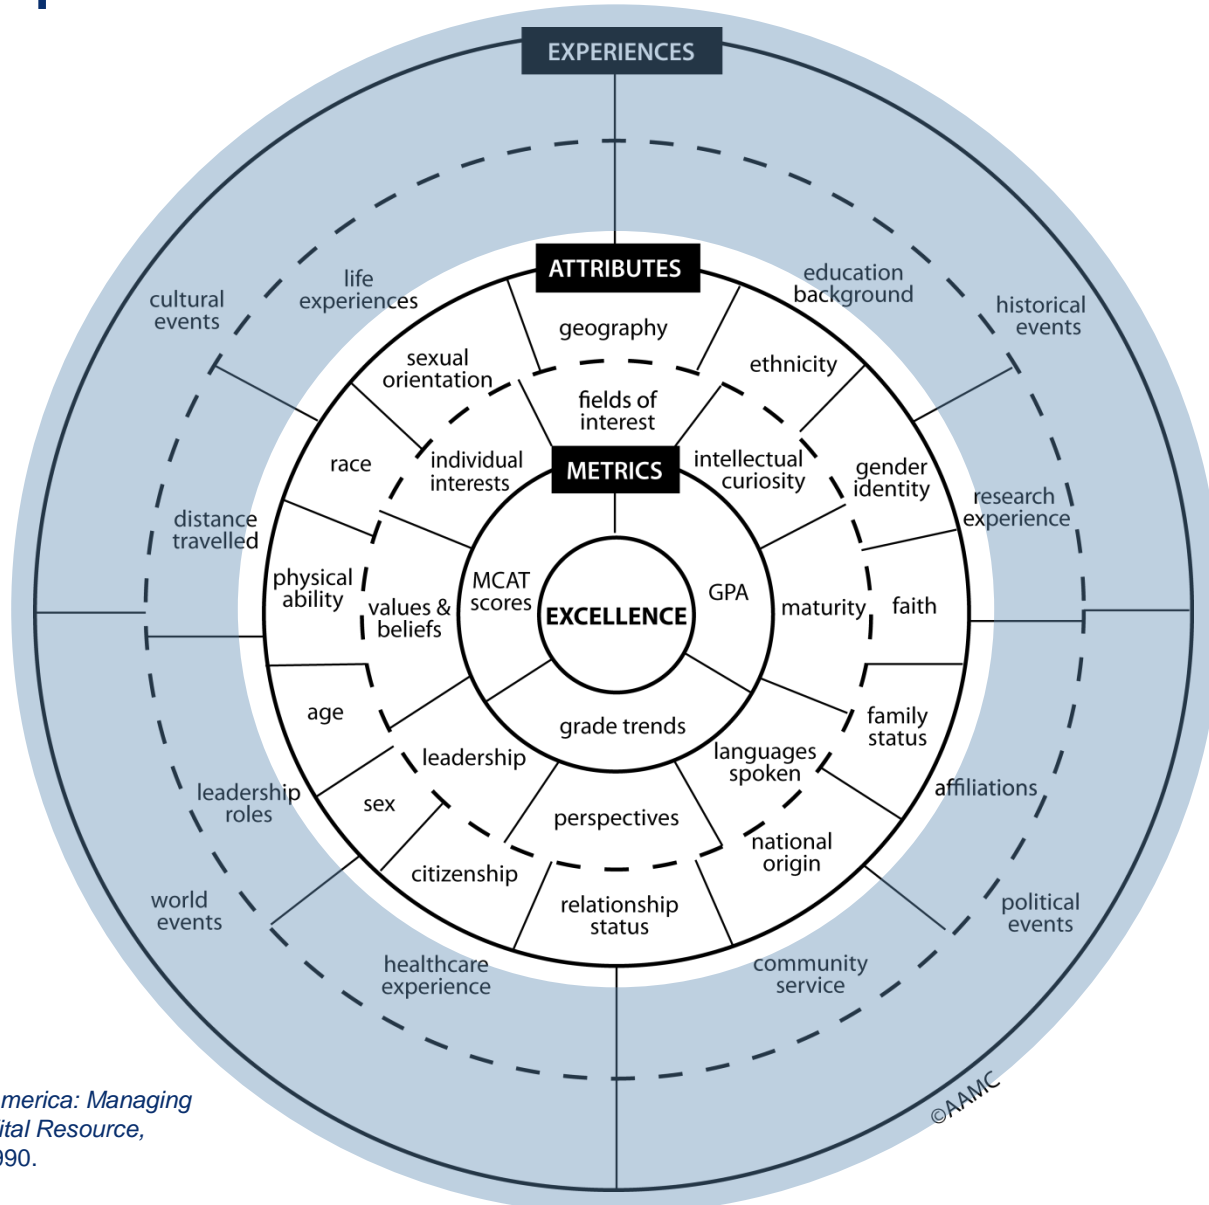 EXPERIENCES
ATTRIBUTES
METRICS
EXCELLENCE
cultural
events
life
experiences
education
background
historical
events
geography
sexual
orientation
ethnicity
fields of
interest
individual
interests
intellectual
curiosity
race
gender
identity
research
experience
distance
travelled
physical
ability
values &
beliefs
MCAT
scores
GPA
maturity
faith
age
grade trends
family
status
leadership
languages
spoken
affiliations
leadership
roles
sex
perspectives
national
origin
citizenship
world
events
relationship
status
political
events
healthcare
experience
community
service
©AAMC
merica: Managing
ital Resource,
990.